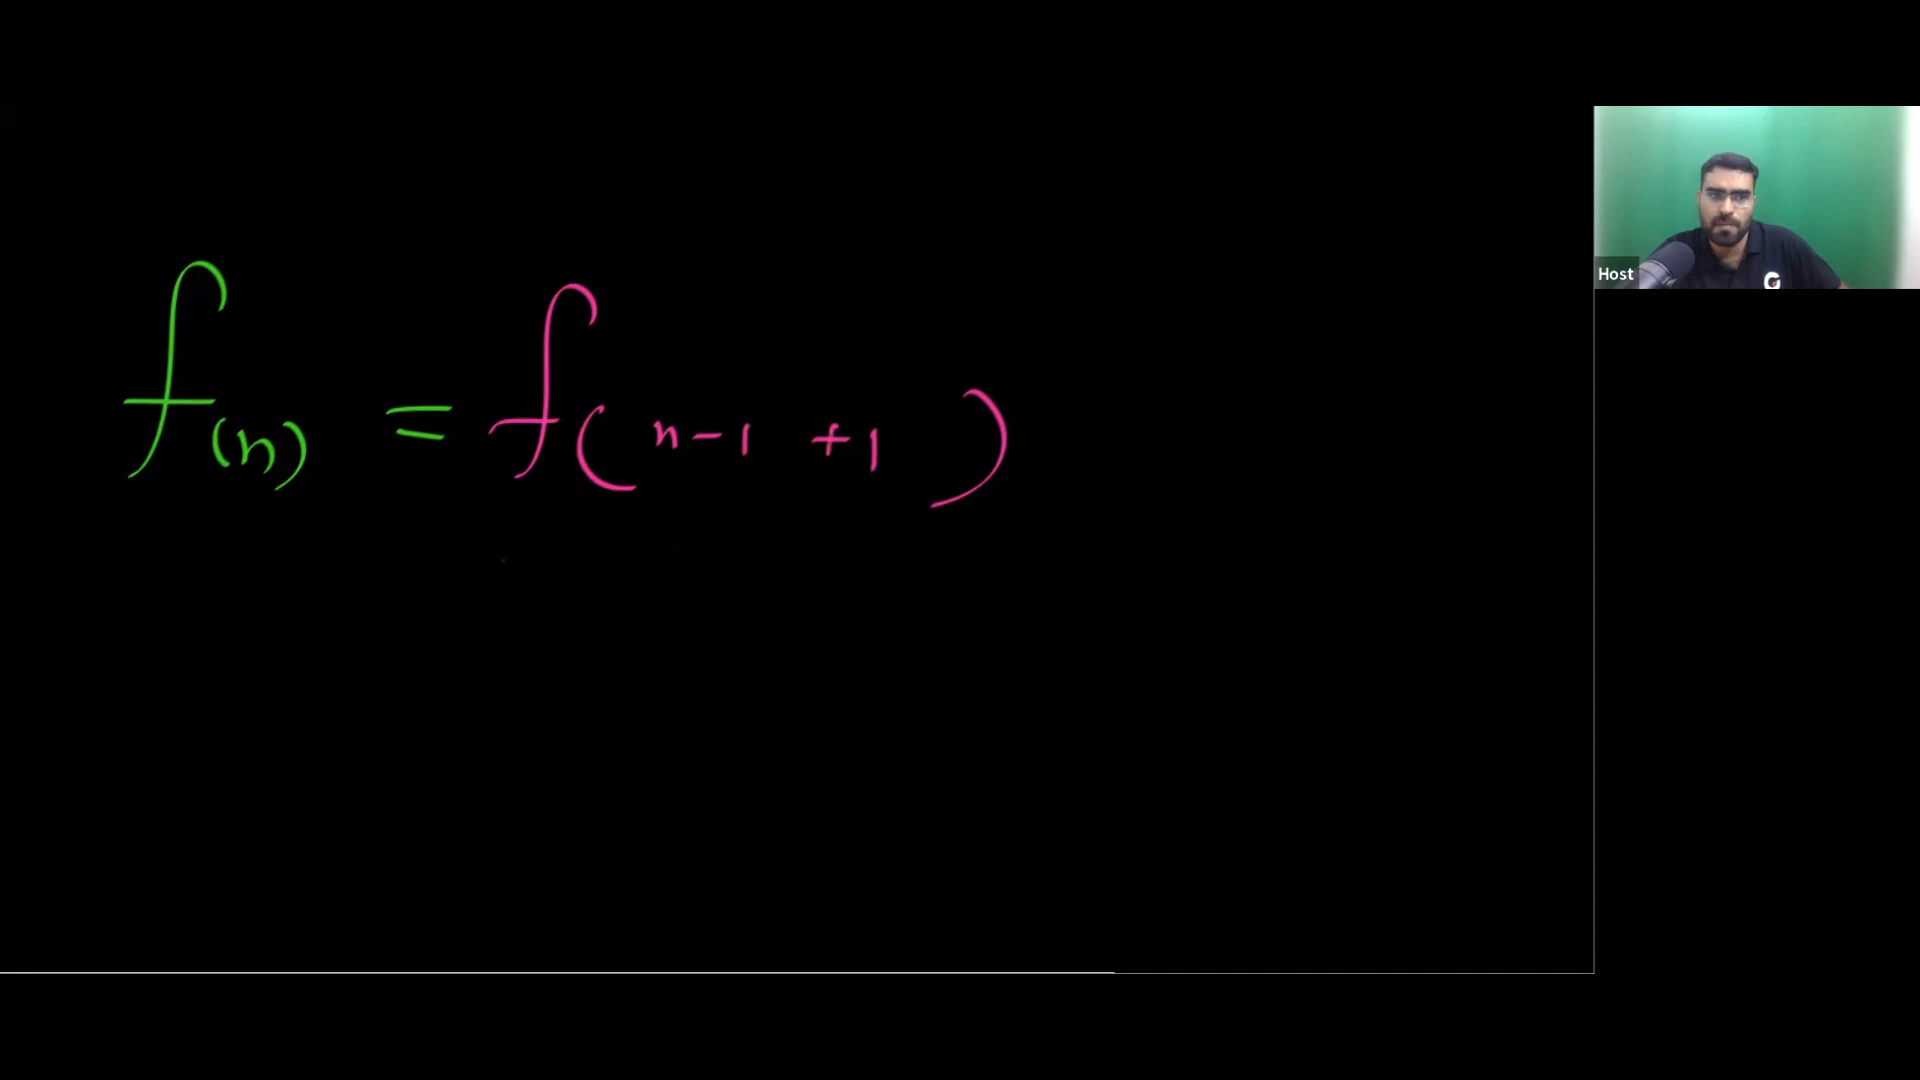 f(n) = f(n-1 +1)
Host